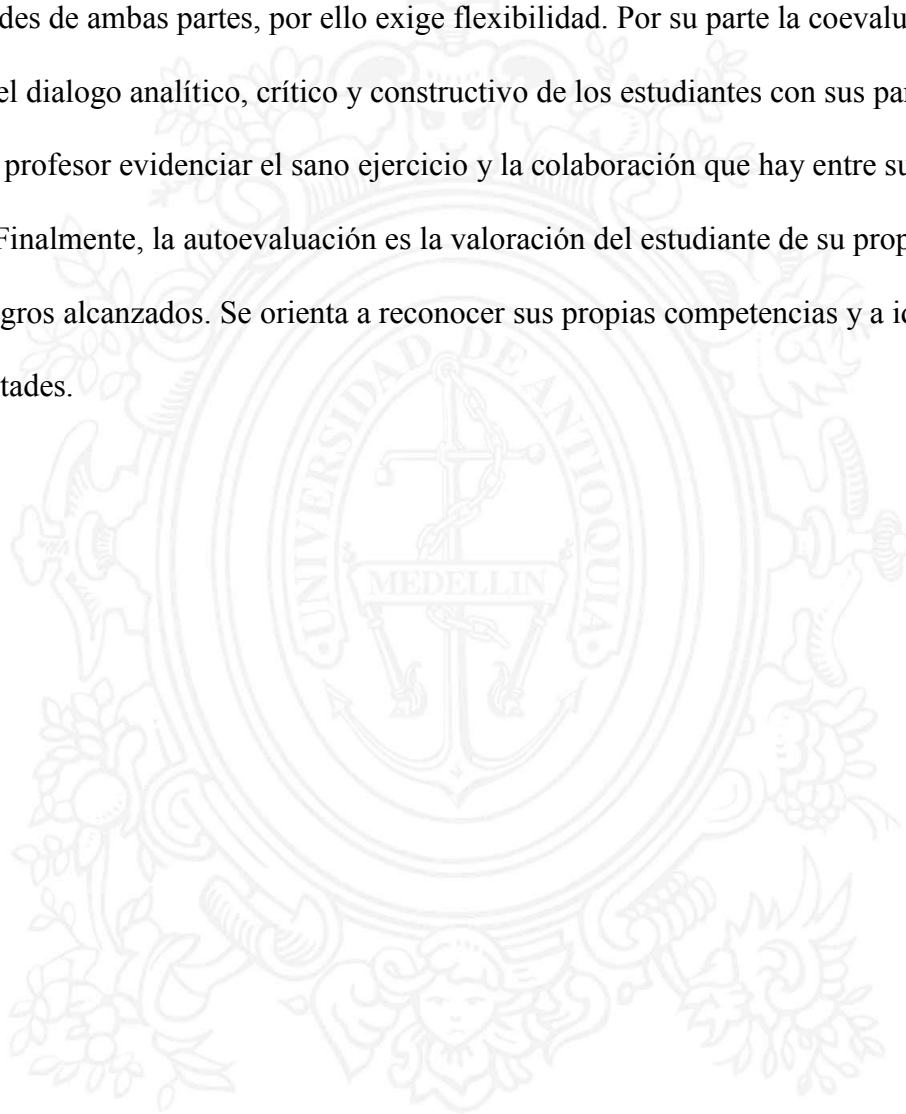 des de ambas partes, por ello exige flexibilidad. Por su parte la coevalu
el dialogo analítico, crítico y constructivo de los estudiantes con sus par
profesor evidenciar el sano ejercicio y la colaboración que hay entre su
Finalmente, la autoevaluación es la valoración del estudiante de su prop
gros alcanzados. Se orienta a reconocer sus propias competencias y a ic
tades.
UNIVERSIDAD DE ANTIOQUIA
MEDELLIN